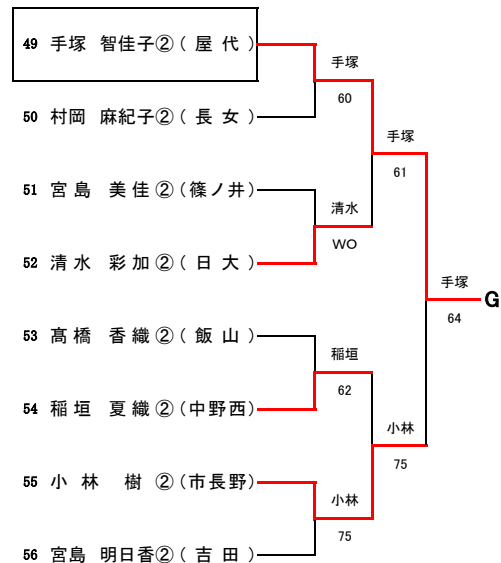 49 手塚 智佳子②(屋代)
手塚
60
50 村岡 麻紀子②(長女)
手塚
61
51 宮島 美佳②(篠ノ井)
清水
WO
52 清水 彩加②(日大)
手塚
G
64
53 髙橋 香織②(飯山)
稲垣
62
54 稲垣 夏織②(中野西)
小林
75
55 小林 樹②(市長野)
小林
75
56 宮島 明日香②(吉田)